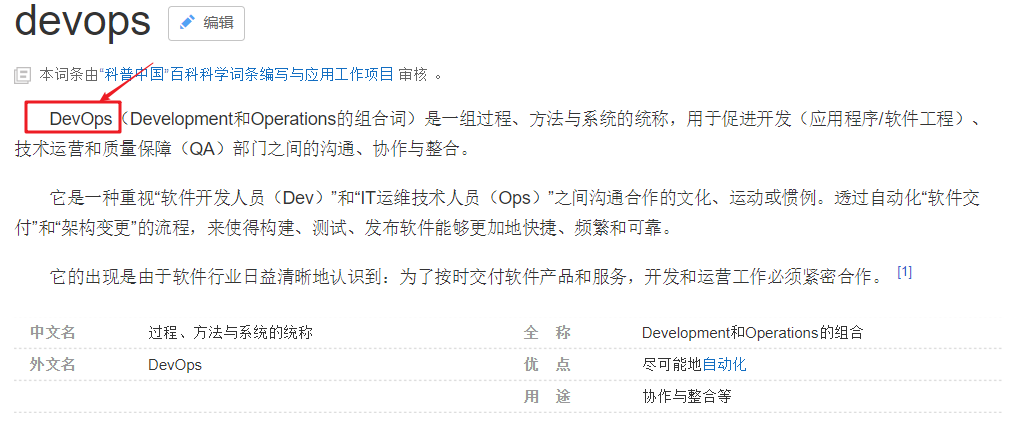 devops 编辑
本词条由“科普中国”百科科学词条编写与应用工作项目 审核 。
DevOps（Development和Operations的组合词）是一组过程、方法与系统的统称，用于促进开发（应用程序/软件工程）、
技术运营和质量保障（QA）部门之间的沟通、协作与整合。
它是一种重视“软件开发人员（Dev）”和“IT运维技术人员（Ops）”之间沟通合作的文化、运动或惯例。透过自动化“软件交
付”和“架构变更”的流程，来使得构建、测试、发布软件能够更加地快捷、频繁和可靠。
它的出现是由于软件行业日益清晰地认识到：为了按时交付软件产品和服务，开发和运营工作必须紧密合作。 [1]
中文名 过程、方法与系统的统称 全 称 Development和Operations的组合
外文名 DevOps 优 点 尽可能地自动化
用 途 协作与整合等